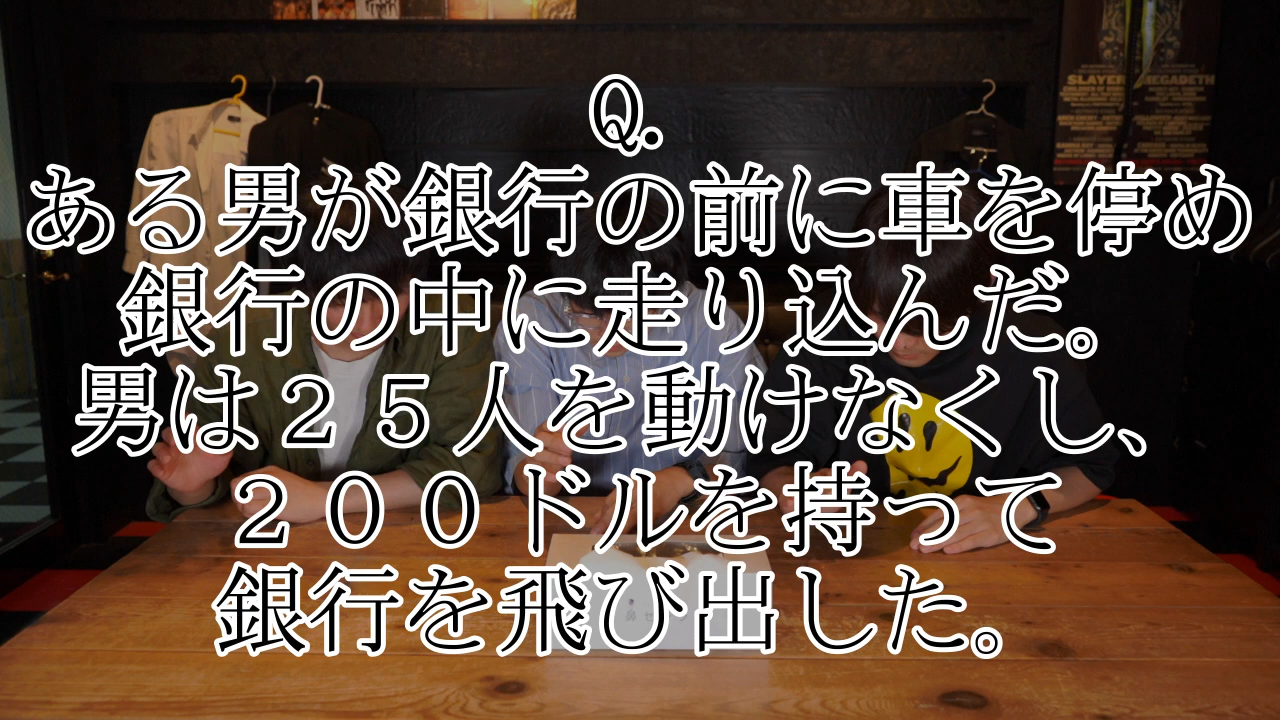 Q.
ある男が銀行の前に車を停め
銀行の中に走り込んだ。
男は２５人を動けなくし、
２００ドルを持って
銀行を飛び出した。
SLAYER MEGADETH